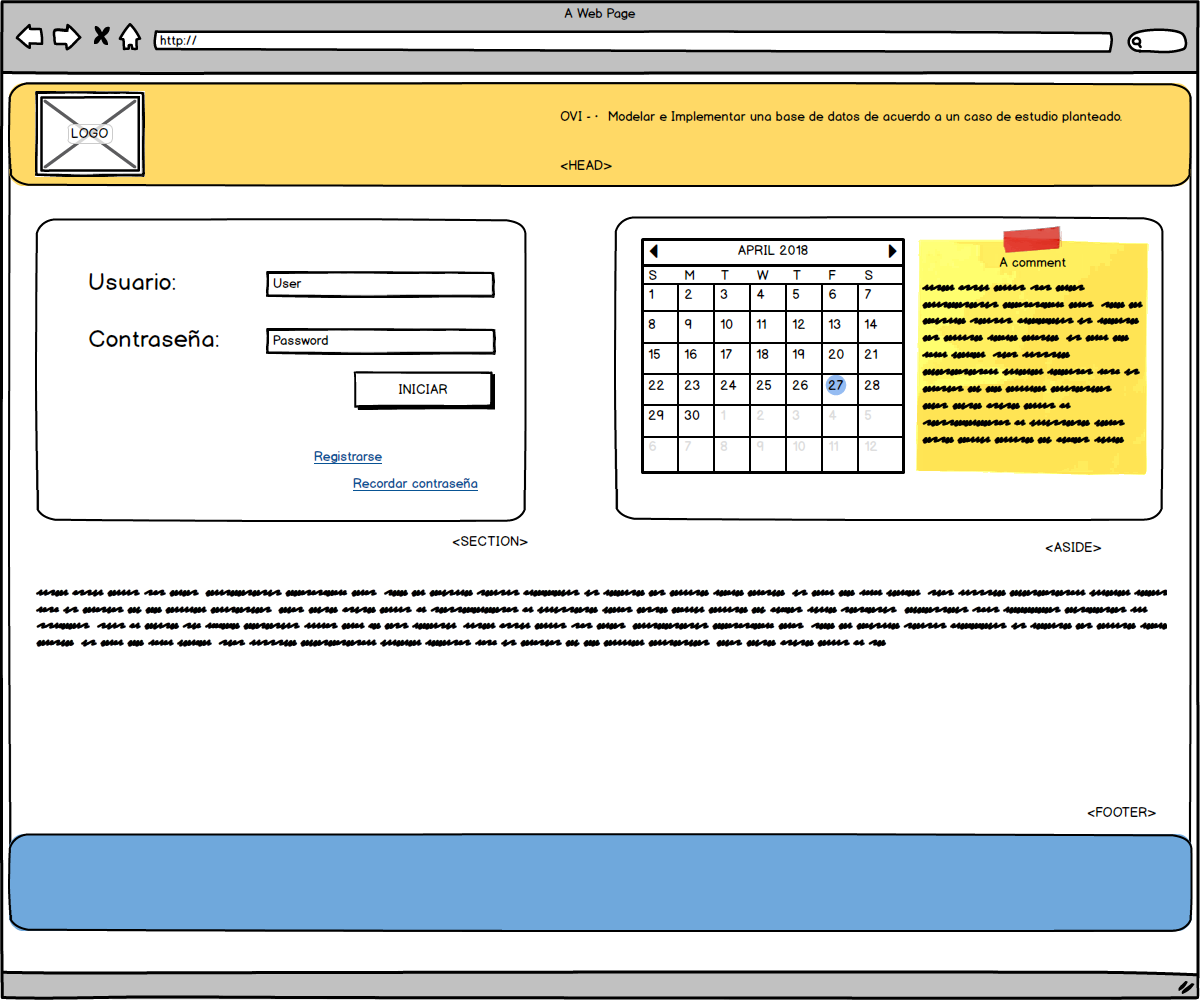 A Web Page
http://
LOGO
OVI - · Modelar e Implementar una base de datos de acuerdo a un caso de estudio planteado.
<HEAD>
Usuario:
User
Contraseña:
Password
INICIAR
Registrarse
Recordar contraseña
<SECTION>
APRIL 2018
S M T W T F S
1 2 3 4 5 6 7
8 9 10 11 12 13 14
15 16 17 18 19 20 21
22 23 24 25 26 27 28
29 30 1 2 3 4 5
6 7 8 9 10 11 12
A comment
<ASIDE>
<FOOTER>